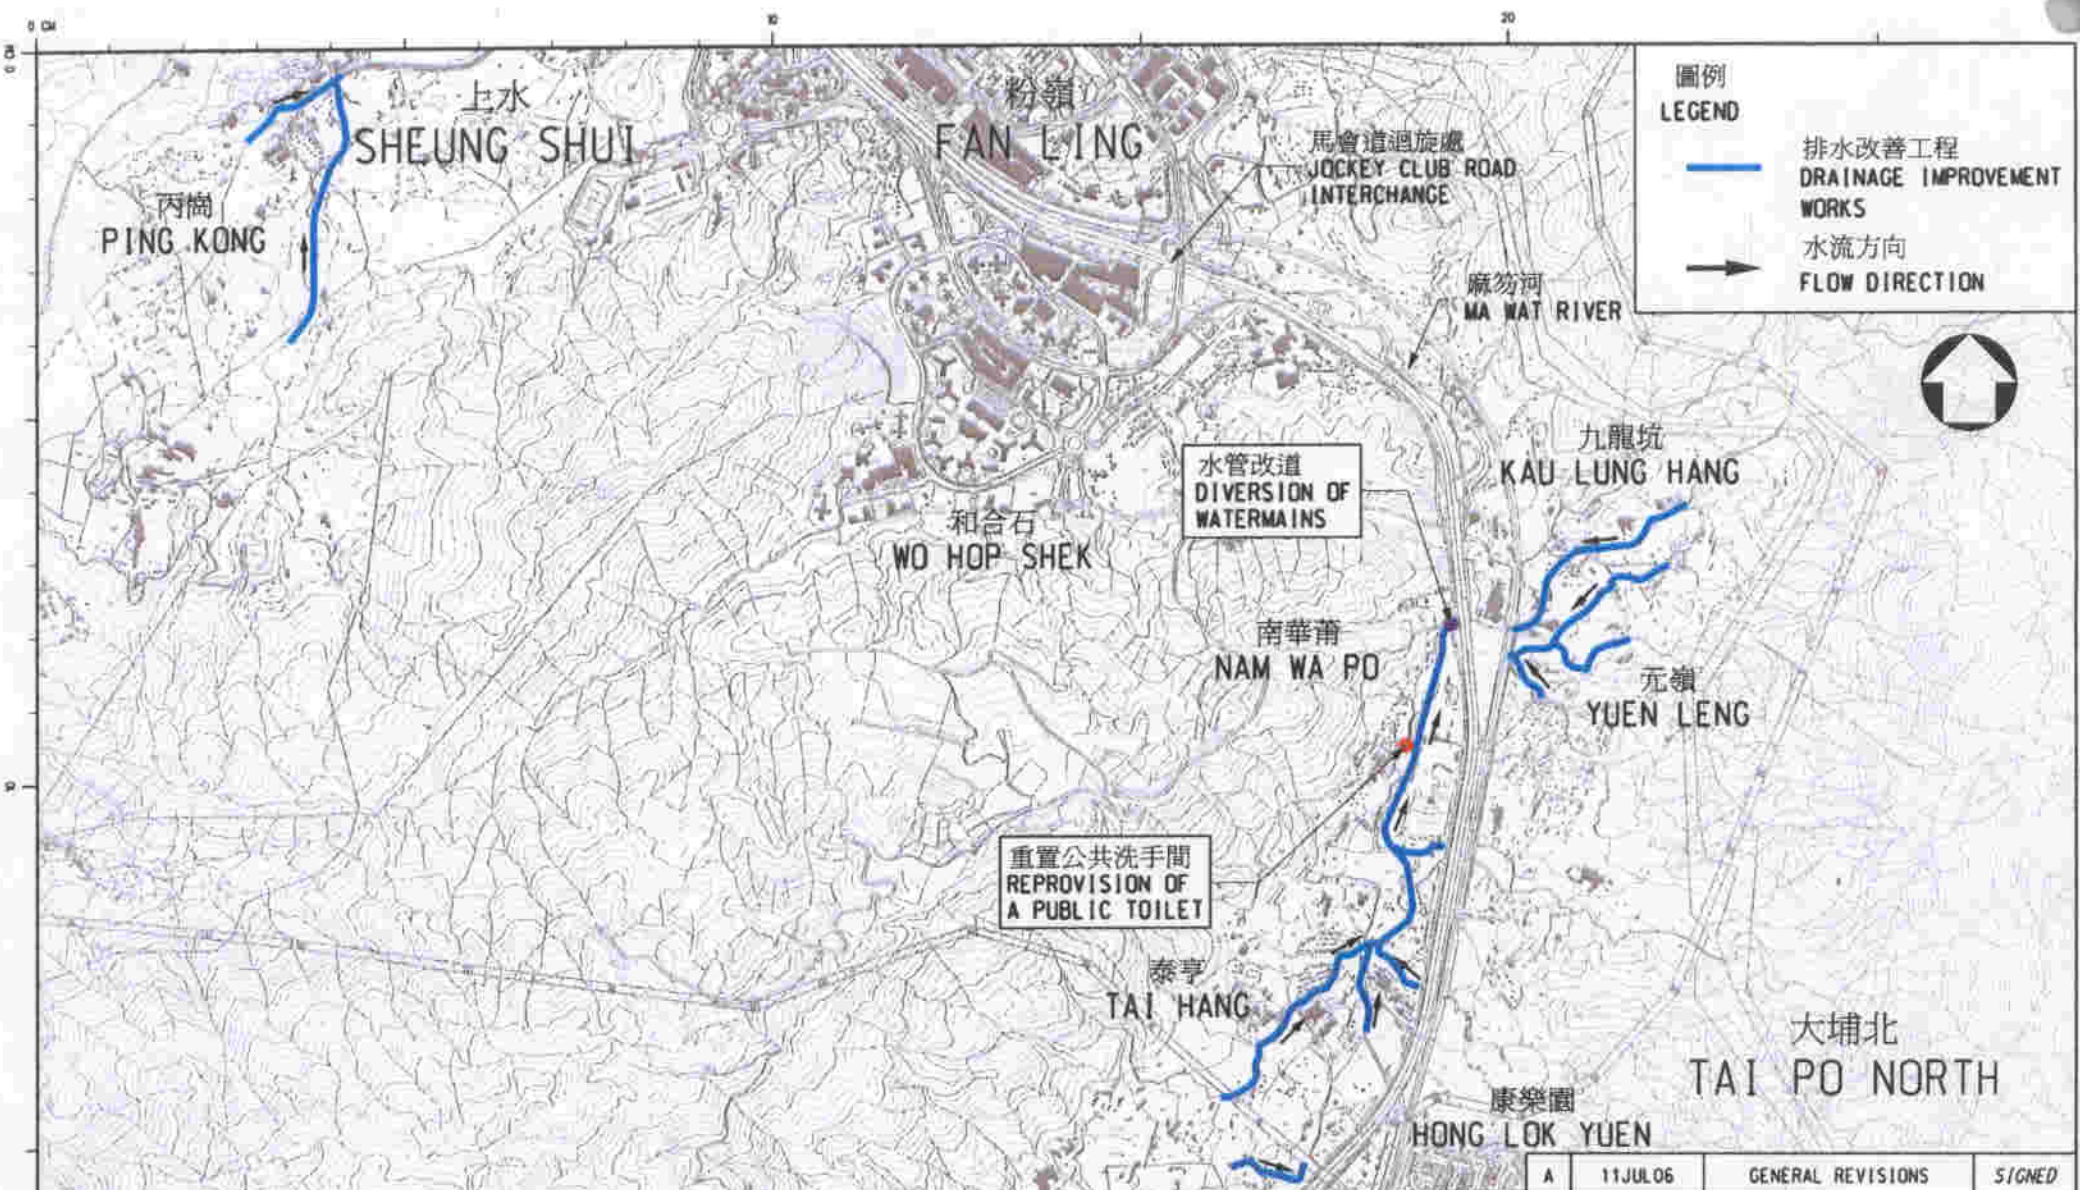 0 CM
10
20
0 CM
10
圖例
LEGEND
排水改善工程
DRAINAGE IMPROVEMENT
WORKS
水流方向
FLOW DIRECTION
上水
SHEUNG SHUI
粉嶺
FAN LING
馬會道迴旋處
JOCKEY CLUB ROAD
INTERCHANGE
丙崗
PING KONG
麻笏河
MA WAT RIVER
九龍坑
KAU LUNG HANG
水管改道
DIVERSION OF
WATERMAINS
和合石
WO HOP SHEK
南華莆
NAM WA PO
元嶺
YUEN LENG
重置公共洗手間
REPROVISION OF
A PUBLIC TOILET
泰亨
TAI HANG
大埔北
TAI PO NORTH
康樂園
HONG LOK YUEN
A 11JUL06 GENERAL REVISIONS SIGNED